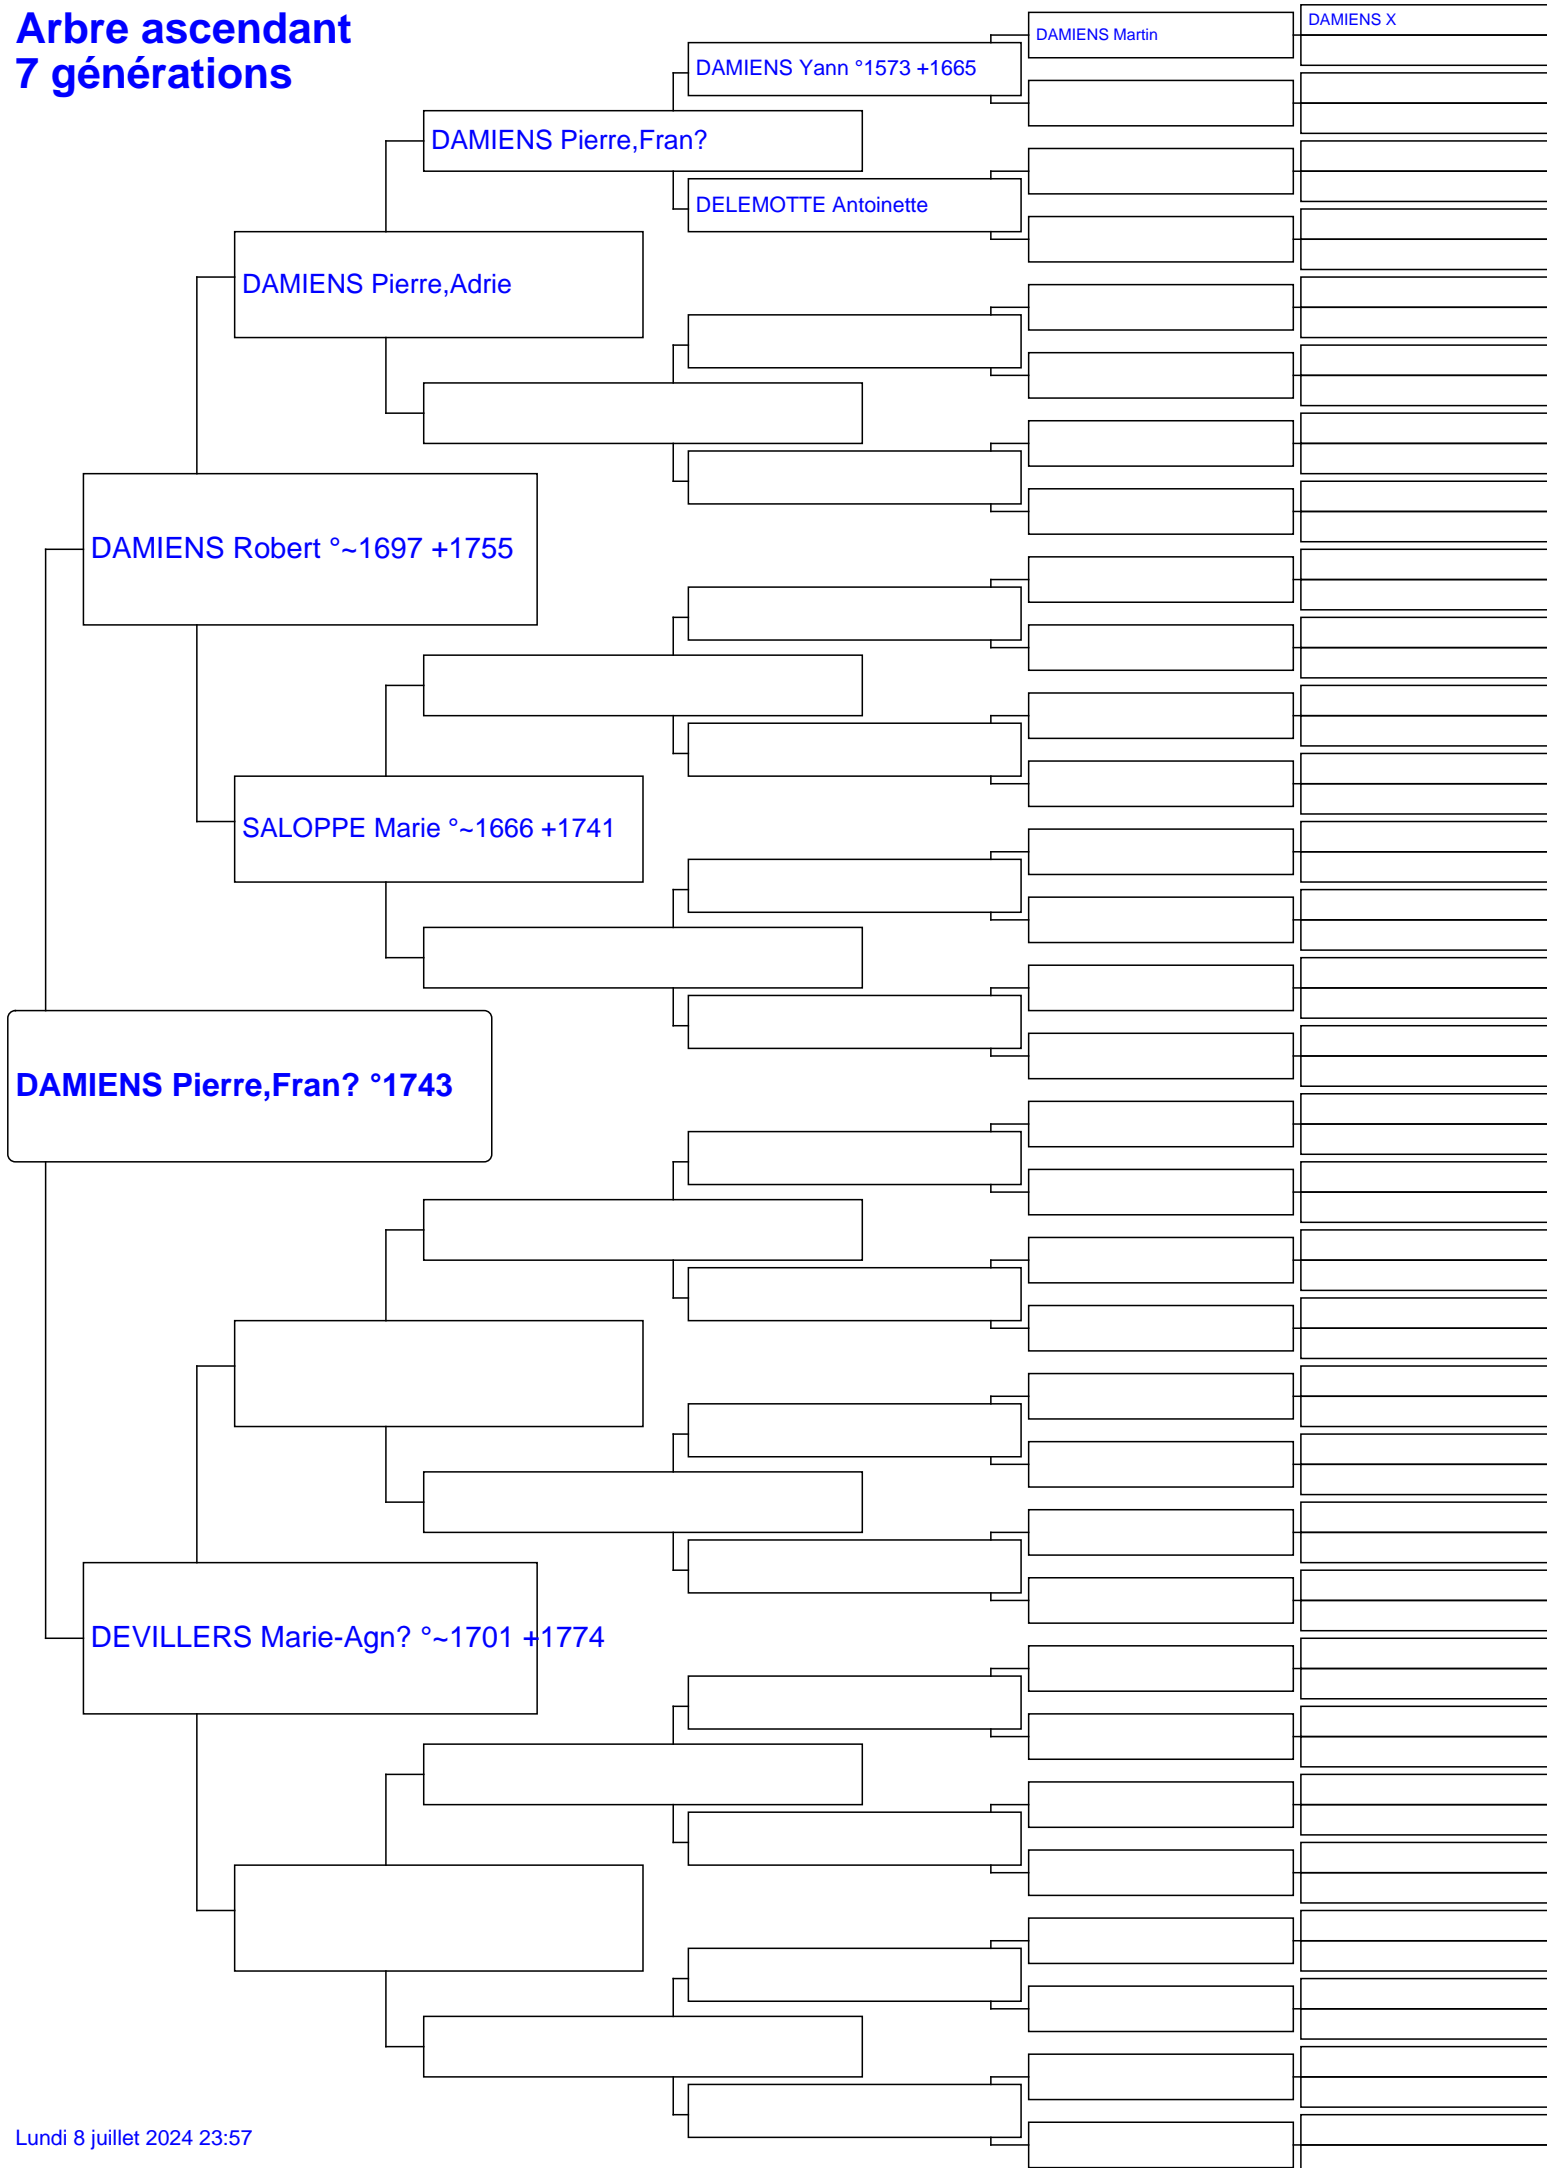 Arbre ascendant
7 générations
DAMIENS X
DAMIENS Martin
DAMIENS Yann °1573 +1665
DAMIENS Pierre,Fran?
DELEMOTTE Antoinette
DAMIENS Pierre,Adrie
DAMIENS Robert °~1697 +1755
SALOPPE Marie °~1666 +1741
DAMIENS Pierre,Fran? °1743
DEVILLERS Marie-Agn? °~1701 +1774
Lundi 8 juillet 2024 23:57